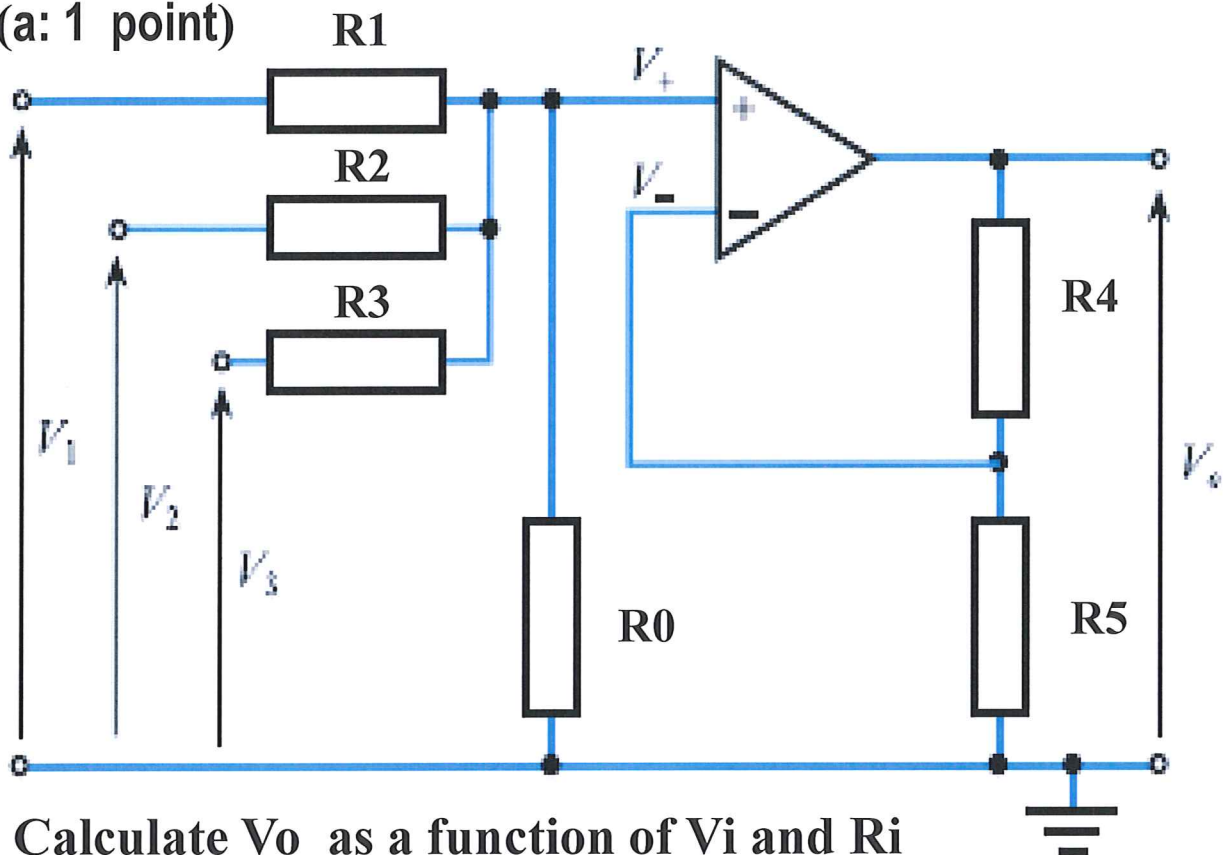 (a: 1 point)
R1
V+
+
R2
V-
-
R3
R4
V1
V2
V3
Vo
R0
R5
Calculate Vo as a function of Vi and Ri